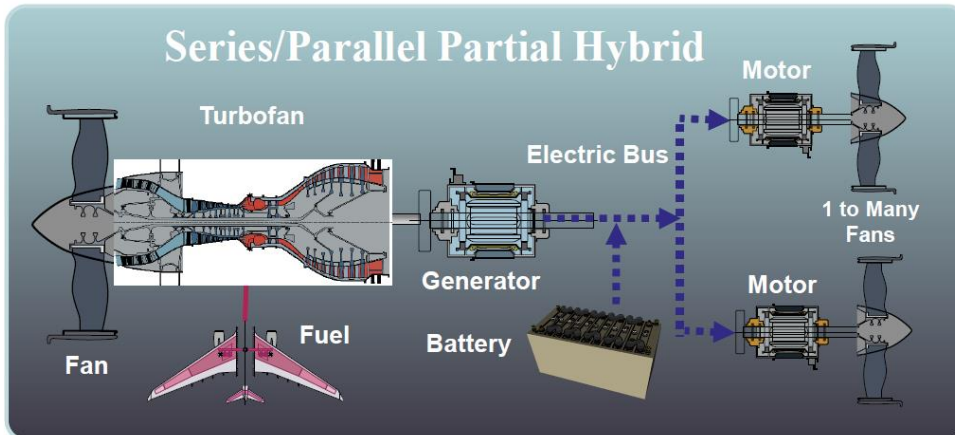 Series/Parallel Partial Hybrid
Motor
Turbofan
Electric Bus
1 to Many
Fans
Generator
Motor
Fuel
Battery
Fan